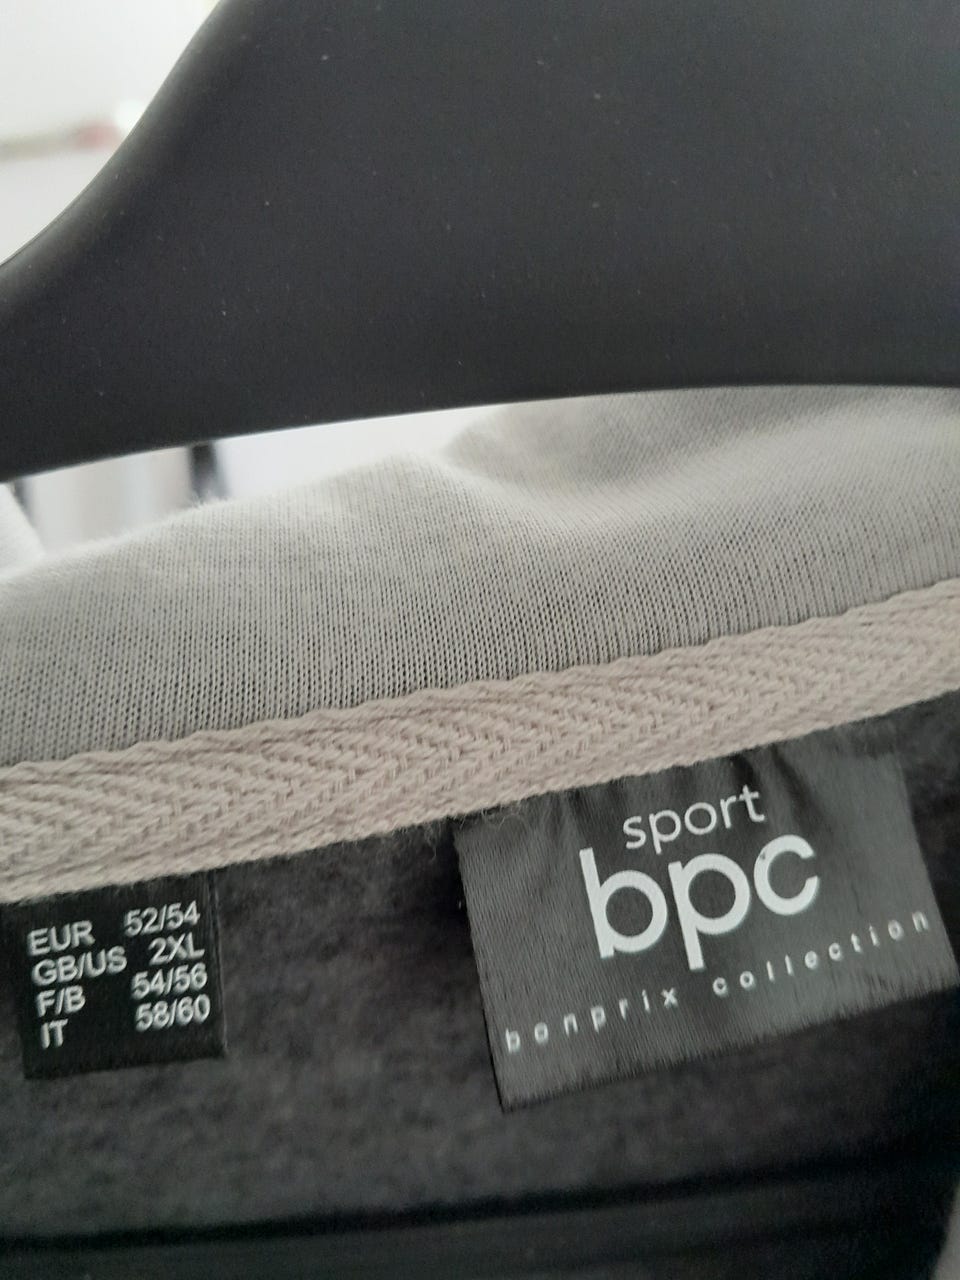 EUR 52/54
GB/US 2XL
F/B 54/56
IT 58/60
sport
bpc
bonprix collection